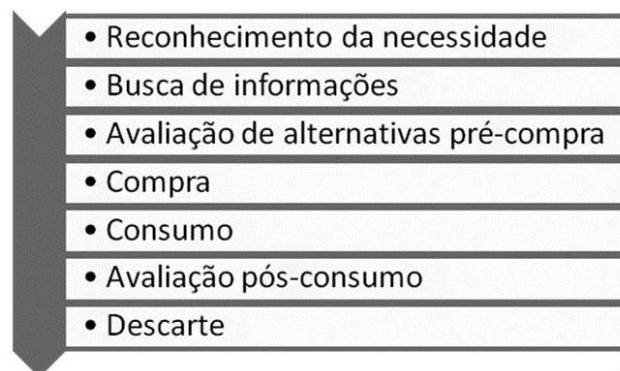 • Reconhecimento da necessidade
• Busca de informações
• Avaliação de alternativas pré-compra
• Compra
• Consumo
• Avaliação pós-consumo
• Descarte